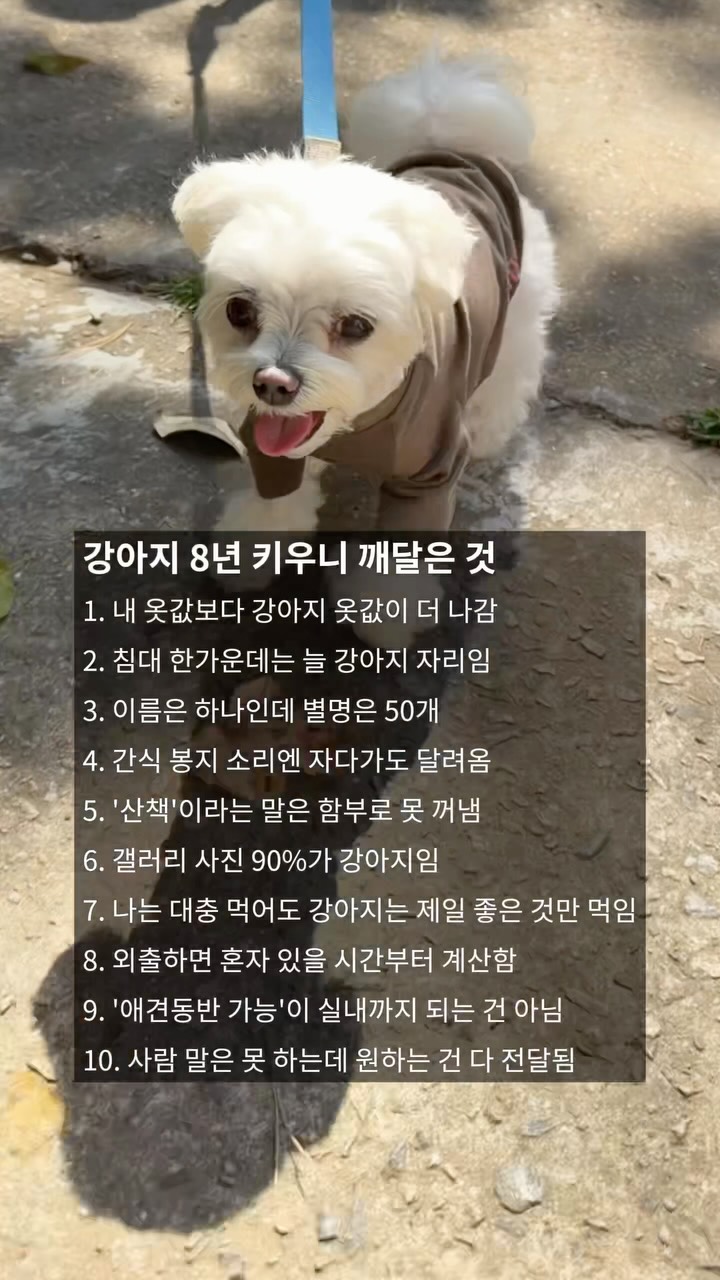 강아지 8년 키우니 깨달은 것
1. 내 옷값보다 강아지 옷값이 더 나감
2. 침대 한가운데는 늘 강아지 자리임
3. 이름은 하나인데 별명은 50개
4. 간식 봉지 소리엔 자다가도 달려옴
5. '산책'이라는 말은 함부로 못 꺼냄
6. 갤러리 사진 90%가 강아지임
7. 나는 대충 먹어도 강아지는 제일 좋은 것만 먹임
8. 외출하면 혼자 있을 시간부터 계산함
9. '애견동반 가능'이 실내까지 되는 건 아님
10. 사람 말은 못 하는데 원하는 건 다 전달됨